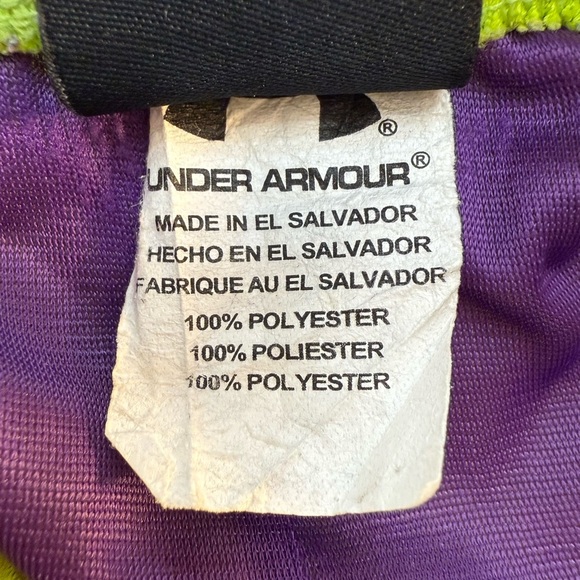 ®
UNDER ARMOUR®
MADE IN EL SALVADOR
HECHO EN EL SALVADOR
FABRIQUE AU EL SALVADOR
100% POLYESTER
100% POLIESTER
100% POLYESTER